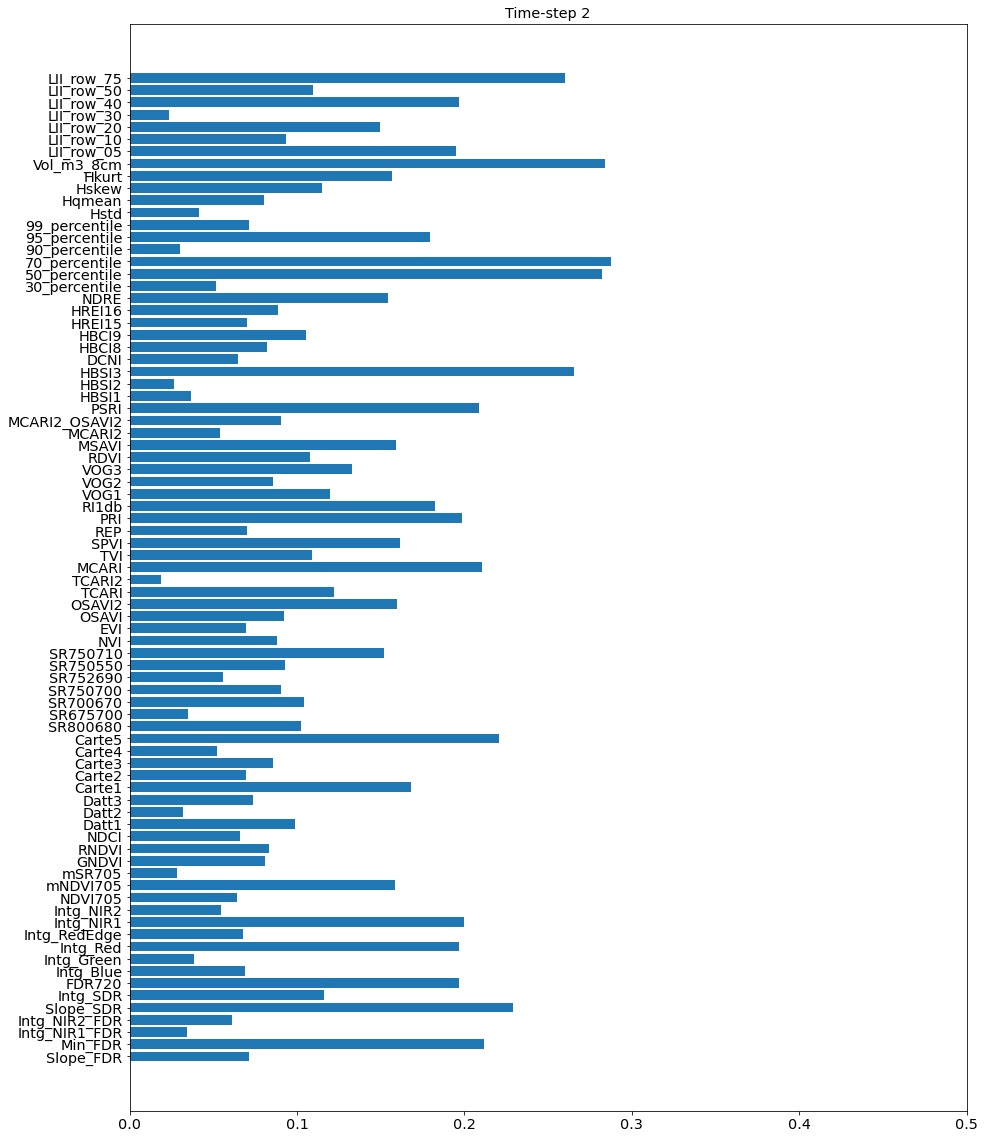 Time-step 2
LII_row_75
LII_row_50
LII_row_40
LII_row_30
LII_row_20
LII_row_10
LII_row_05
Vol_m3_8cm
Hkurt
Hskew
Hqmean
Hstd
99_percentile
95_percentile
90_percentile
70_percentile
50_percentile
30_percentile
NDRE
HREI16
HREI15
HBCI9
HBCI8
DCNI
HBSI3
HBSI2
HBSI1
PSRI
MCARI2_OSAVI2
MCARI2
MSAVI
RDVI
VOG3
VOG2
VOG1
RI1db
PRI
REP
SPVI
TVI
MCARI
TCARI2
TCARI
OSAVI2
OSAVI
EVI
NVI
SR750710
SR750550
SR752690
SR750700
SR700670
SR675700
SR800680
Carte5
Carte4
Carte3
Carte2
Carte1
Datt3
Datt2
Datt1
NDCI
RNDVI
GNDVI
mSR705
mNDVI705
NDVI705
Intg_NIR2
Intg_NIR1
Intg_RedEdge
Intg_Red
Intg_Green
Intg_Blue
FDR720
Intg_SDR
Slope_SDR
Intg_NIR2_FDR
Intg_NIR1_FDR
Min_FDR
Slope_FDR
0.0 0.1 0.2 0.3 0.4 0.5